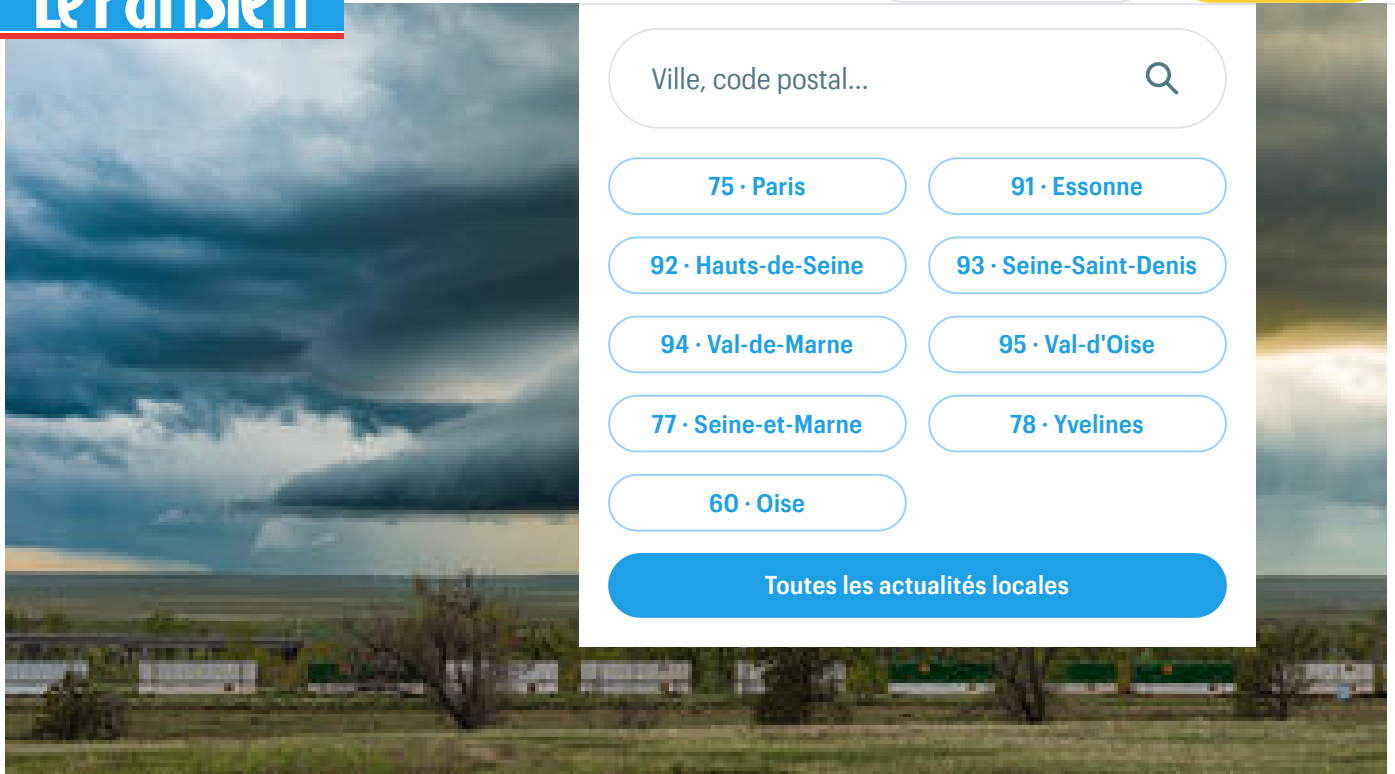 Le Parisien
Ville, code postal...
75 · Paris
91 · Essonne
92 · Hauts-de-Seine
93 · Seine-Saint-Denis
94 · Val-de-Marne
95 · Val-d'Oise
77 · Seine-et-Marne
78 · Yvelines
60 · Oise
Toutes les actualités locales